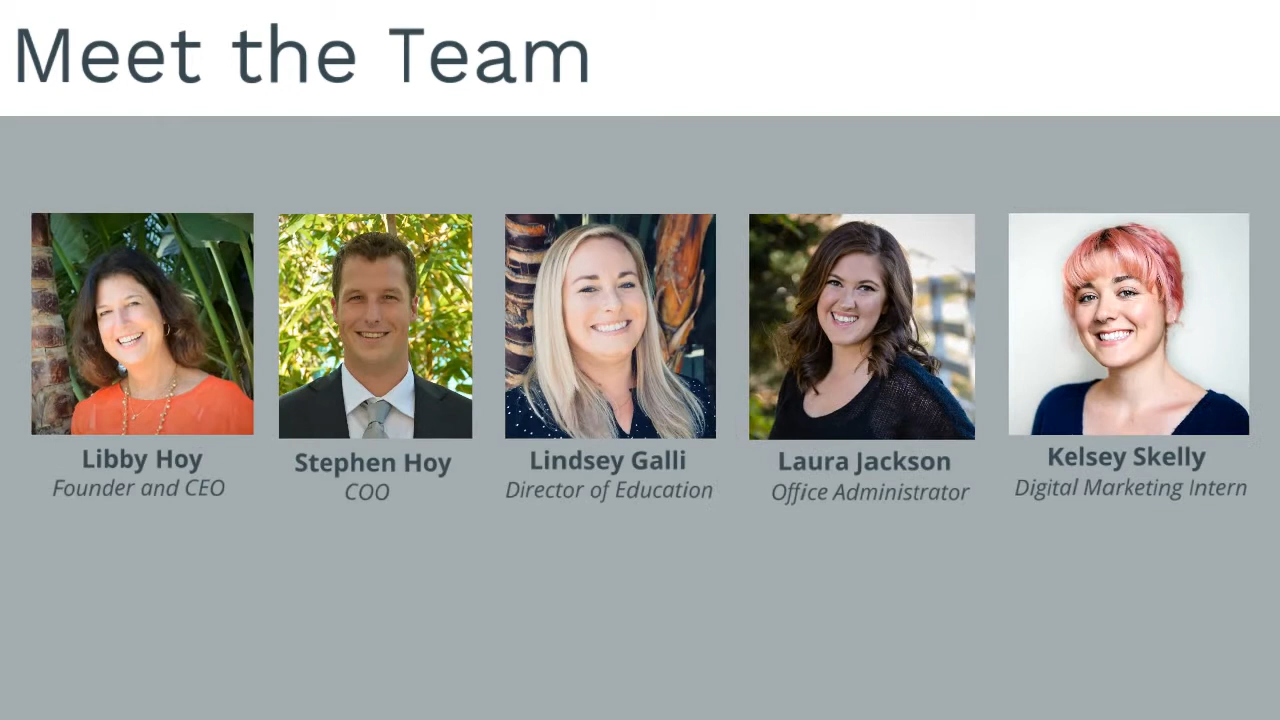 Meet the Team
Libby Hoy
Founder and CEO
Stephen Hoy
COO
Lindsey Galli
Director of Education
Laura Jackson
Office Administrator
Kelsey Skelly
Digital Marketing Intern